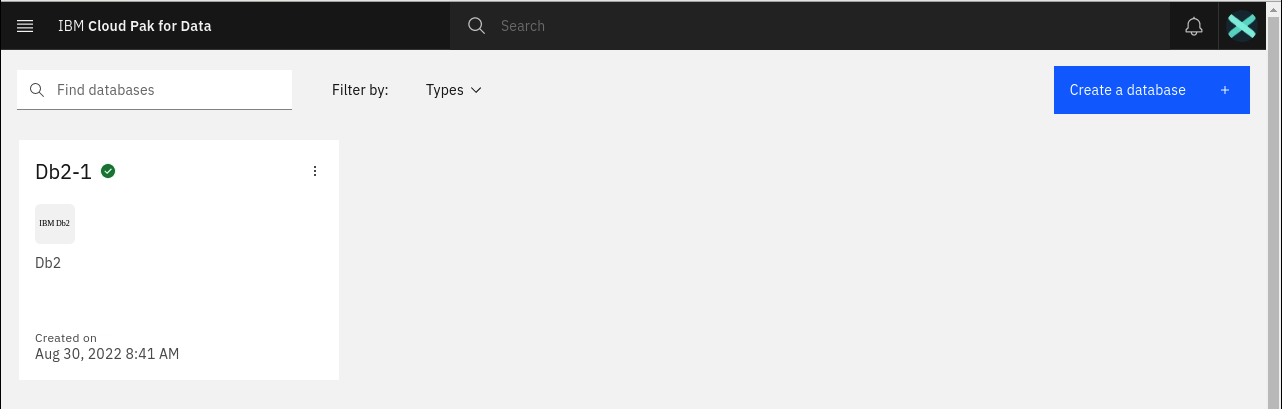 IBM Cloud Pak for Data
Search
Find databases
Filter by:
Types
Create a database +
Db2-1
IBM Db2
Db2
Created on
Aug 30, 2022 8:41 AM